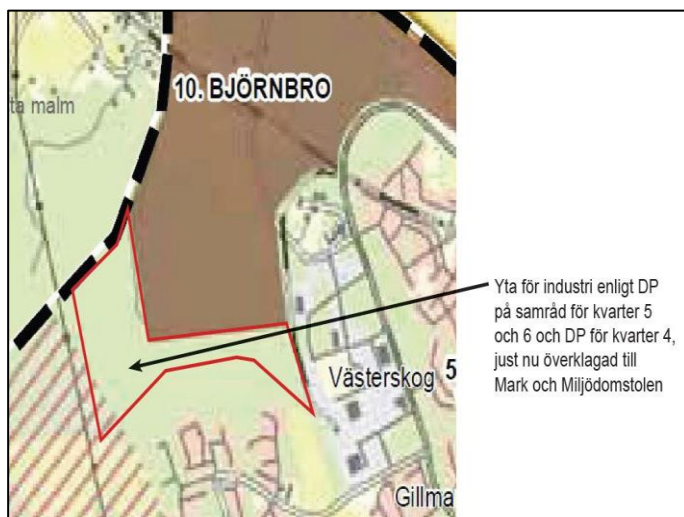 10. BJÖRNBRO
ta malm
Yta för industri enligt DP
på samråd för kvarter 5
och 6 och DP för kvarter 4,
just nu överklagad till
Mark och Miljödomstolen
Västerskog 5
Gillma